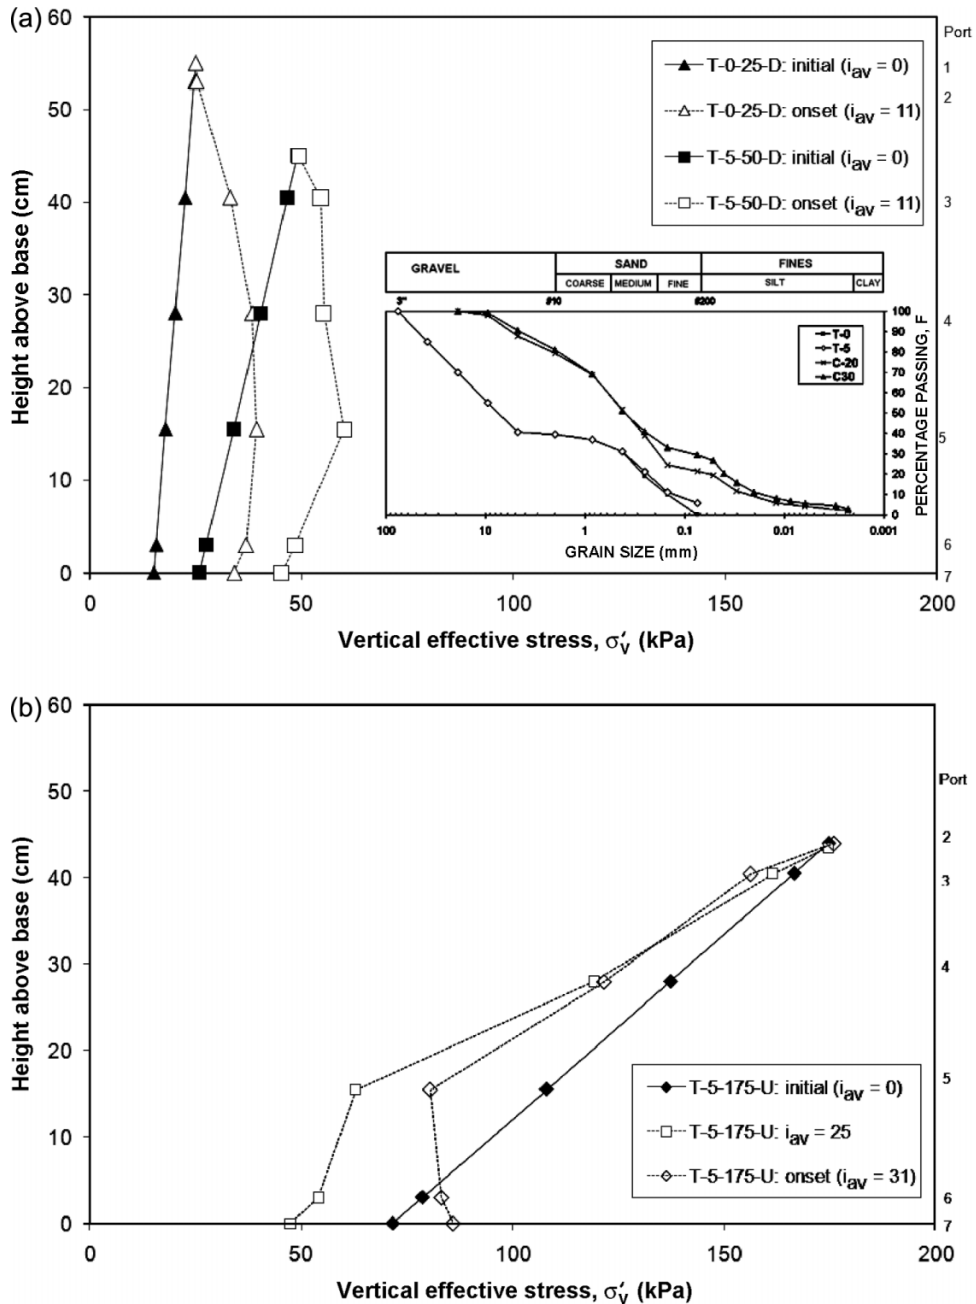 (a)
60
50
40
30
20
10
0
Height above base (cm)
T-0-25-D: initial (iav = 0)
T-0-25-D: onset (iav = 11)
T-5-50-D: initial (iav = 0)
T-5-50-D: onset (iav = 11)
Port
1
2
3
4
5
6
7
GRAVEL SAND FINES
COARSE MEDIUM FINE SILT CLAY
3" #10 #200
T-0
T-5
C-20
C30
100
90
80
70
60
50
40
30
20
10
0
PERCENTAGE PASSING, F
100 10 1 0.1 0.01 0.001
GRAIN SIZE (mm)
0 50 100 150 200
Vertical effective stress, σ′v (kPa)
(b)
60
50
40
30
20
10
0
Height above base (cm)
Port
2
3
4
5
6
7
T-5-175-U: initial (iav = 0)
T-5-175-U: iav = 25
T-5-175-U: onset (iav = 31)
0 50 100 150 200
Vertical effective stress, σ′v (kPa)